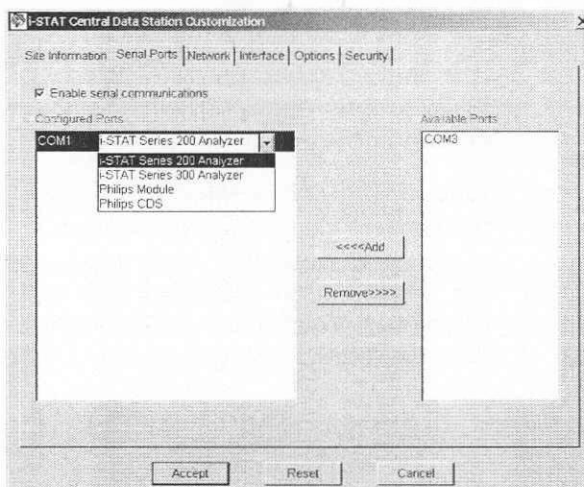 i-STAT Central Data Station Customization
Site Information Serial Ports Network Interface Options Security
Enable serial communications
Configured Ports Available Ports
COM1 i-STAT Series 200 Analyzer COM3
i-STAT Series 200 Analyzer
i-STAT Series 300 Analyzer
Philips Module
Philips CDS
<<<<Add
Remove>>>>
Accept Reset Cancel